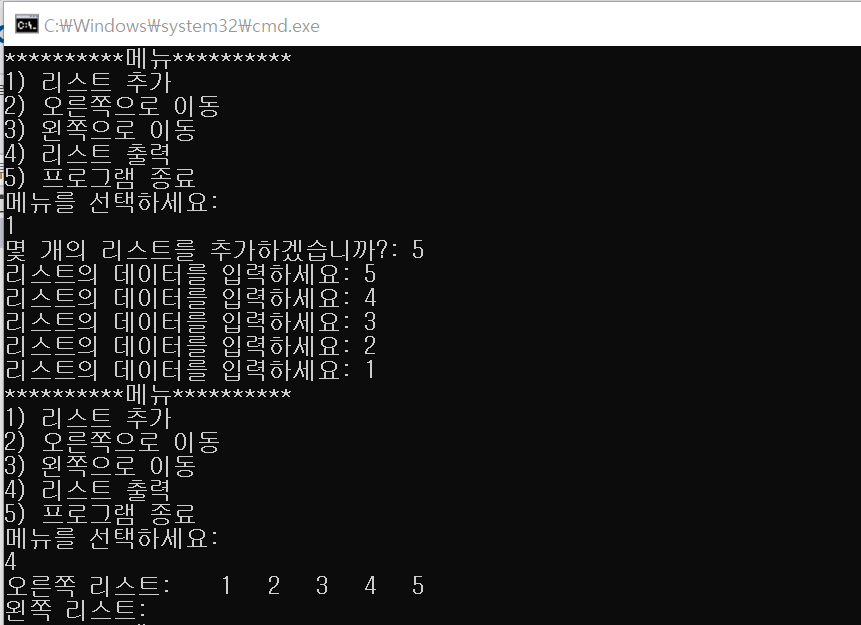 C:₩Windows₩system32₩cmd.exe
**********메뉴**********
1) 리스트 추가
2) 오른쪽으로 이동
3) 왼쪽으로 이동
4) 리스트 출력
5) 프로그램 종료
메뉴를 선택하세요:
1
몇 개의 리스트를 추가하겠습니까?: 5
리스트의 데이터를 입력하세요: 5
리스트의 데이터를 입력하세요: 4
리스트의 데이터를 입력하세요: 3
리스트의 데이터를 입력하세요: 2
리스트의 데이터를 입력하세요: 1
**********메뉴**********
1) 리스트 추가
2) 오른쪽으로 이동
3) 왼쪽으로 이동
4) 리스트 출력
5) 프로그램 종료
메뉴를 선택하세요:
4
오른쪽 리스트:    1   2   3   4   5
왼쪽 리스트: